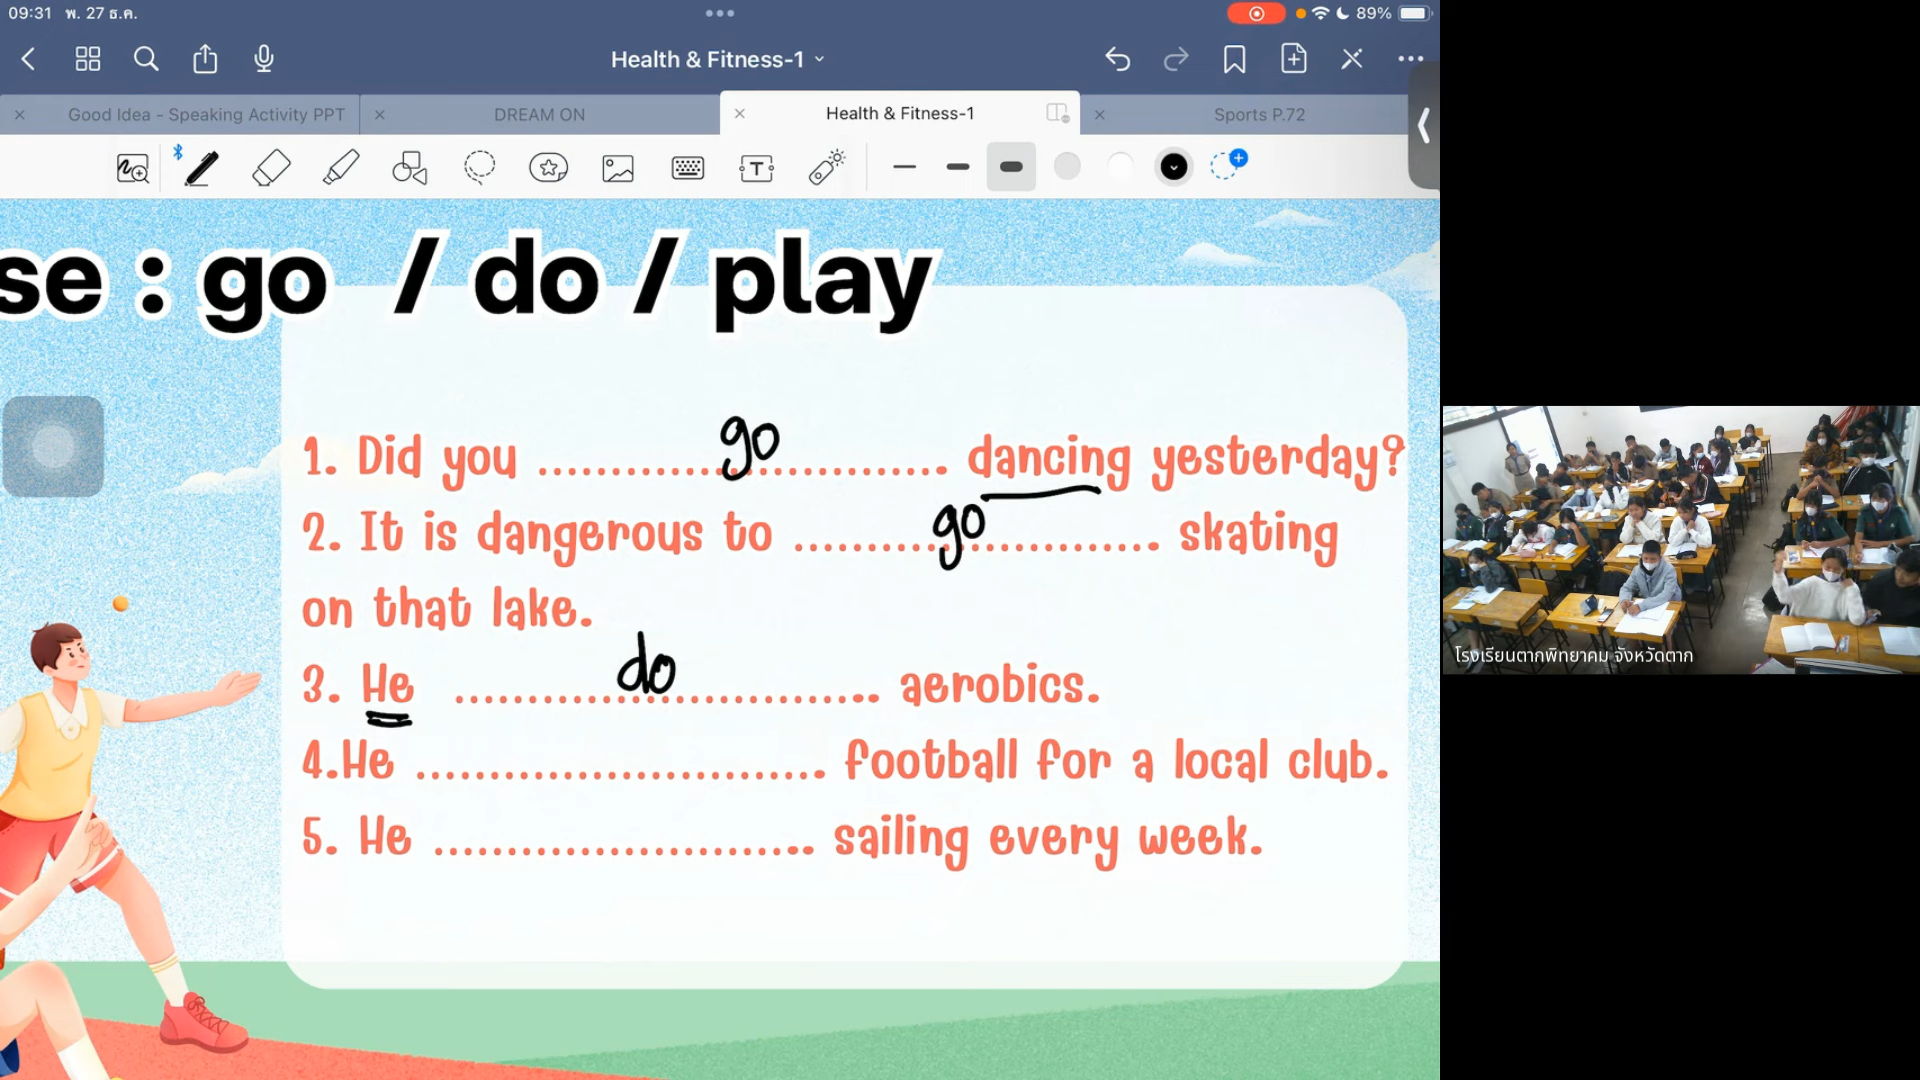 09:31 พ. 27 ธ.ค.
89%
Health & Fitness-1
Good Idea - Speaking Activity PPT
DREAM ON
Health & Fitness-1
Sports P.72
se : go / do / play
1. Did you ............ go ............ dancing yesterday?
2. It is dangerous to ............ go ............ skating
on that lake.
3. He ............ do ............ aerobics.
4.He ........................ football for a local club.
5. He ........................ sailing every week.
โรงเรียนตากพิทยาคม จังหวัดตาก